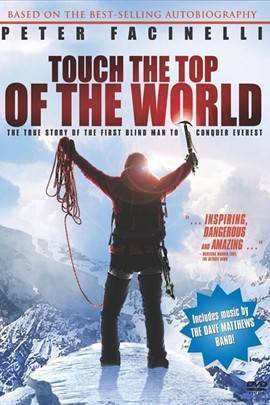 BASED ON THE BEST-SELLING AUTOBIOGRAPHY
PETER FACINELLI
TOUCH THE TOP
OF THE WORLD
THE TRUE STORY OF THE FIRST BLIND MAN TO CONQUER EVEREST
"... INSPIRING,
DANGEROUS
AND
AMAZING ..."
Includes music by
THE DAVE MATTHEWS
BAND!
DVD